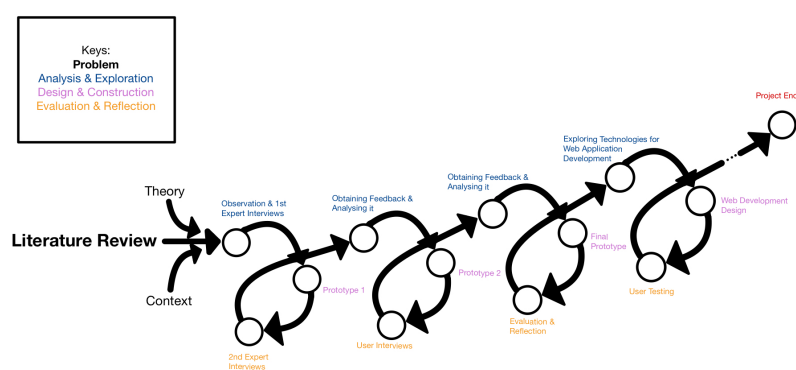 Keys:
Problem
Analysis & Exploration
Design & Construction
Evaluation & Reflection
Project End
Exploring Technologies for
Web Application
Development
Obtaining Feedback &
Analysing it
Theory
Observation & 1st
Expert Interviews
Obtaining Feedback &
Analysing it
Web Development
Design
Literature Review
Final
Prototype
Prototype 2
Prototype 1
Context
User Testing
Evaluation &
Reflection
User Interviews
2nd Expert
Interviews